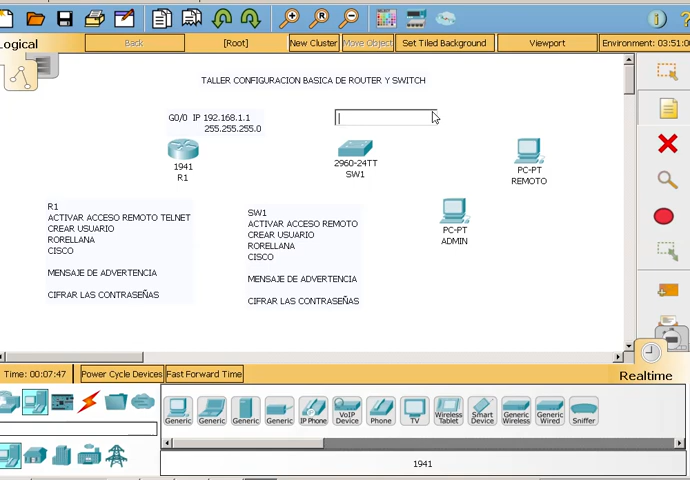 Logical
Back
[Root]
New Cluster
Move Object
Set Tiled Background
Viewport
Environment: 03:51:0
TALLER CONFIGURACION BASICA DE ROUTER Y SWITCH
G0/0 IP 192.168.1.1
255.255.255.0
1941
R1
2960-24TT
SW1
PC-PT
REMOTO
PC-PT
ADMIN
R1
ACTIVAR ACCESO REMOTO TELNET
CREAR USUARIO
RORELLANA
CISCO
MENSAJE DE ADVERTENCIA
CIFRAR LAS CONTRASEÑAS
SW1
ACTIVAR ACCESO REMOTO
CREAR USUARIO
RORELLANA
CISCO
MENSAJE DE ADVERTENCIA
CIFRAR LAS CONTRASEÑAS
Time: 00:07:47
Power Cycle Devices
Fast Forward Time
Realtime
Generic
Generic
Generic
Generic
IP Phone
VoIP
Device
Phone
TV
Wireless
Tablet
Smart
Device
Generic
Wireless
Generic
Wired
Sniffer
1941